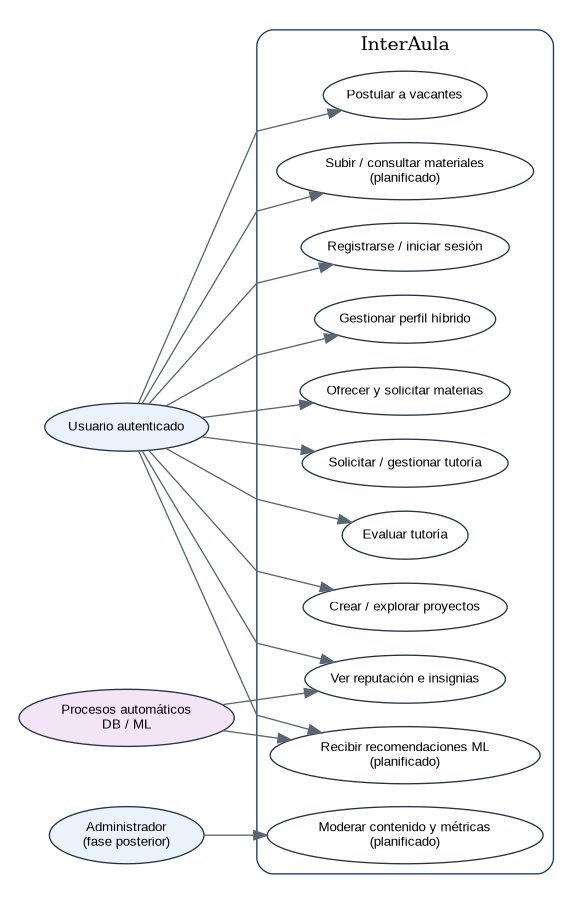 InterAula
Postular a vacantes
Subir / consultar materiales
(planificado)
Registrarse / iniciar sesión
Gestionar perfil híbrido
Ofrecer y solicitar materias
Usuario autenticado
Solicitar / gestionar tutoría
Evaluar tutoría
Crear / explorar proyectos
Ver reputación e insignias
Procesos automáticos
DB / ML
Recibir recomendaciones ML
(planificado)
Administrador
(fase posterior)
Moderar contenido y métricas
(planificado)